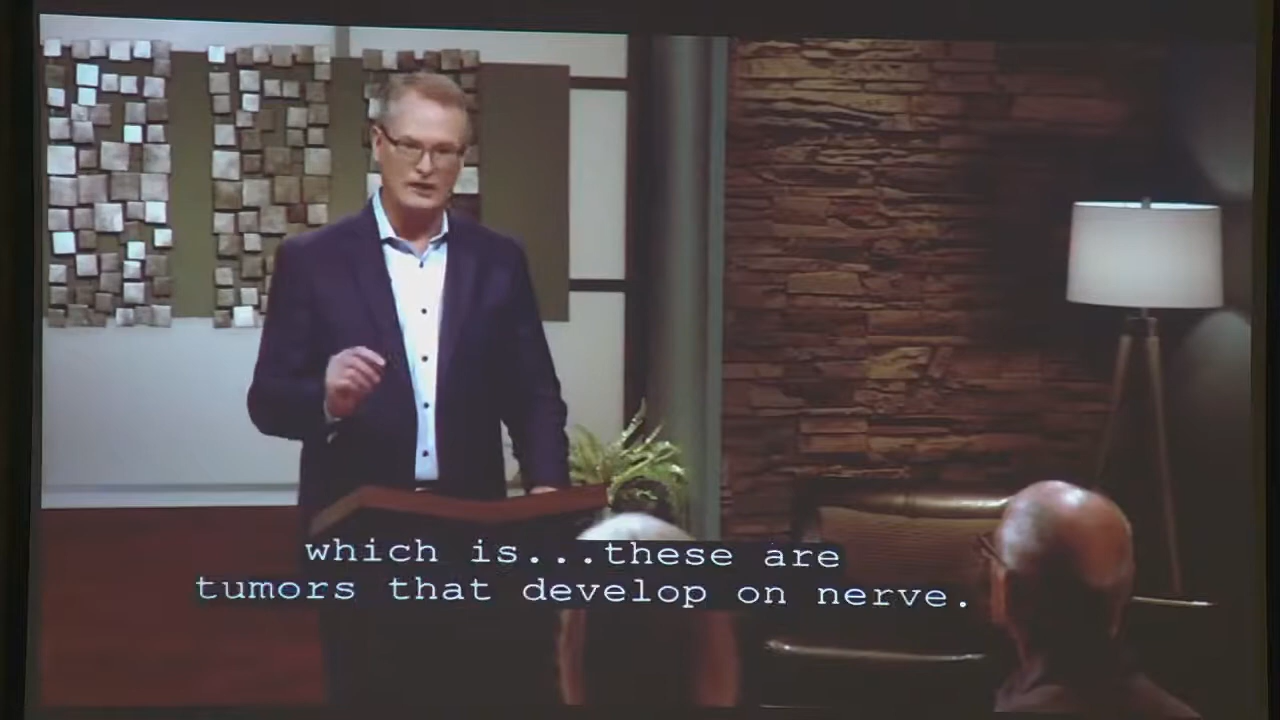 which is...these are
tumors that develop on nerve.